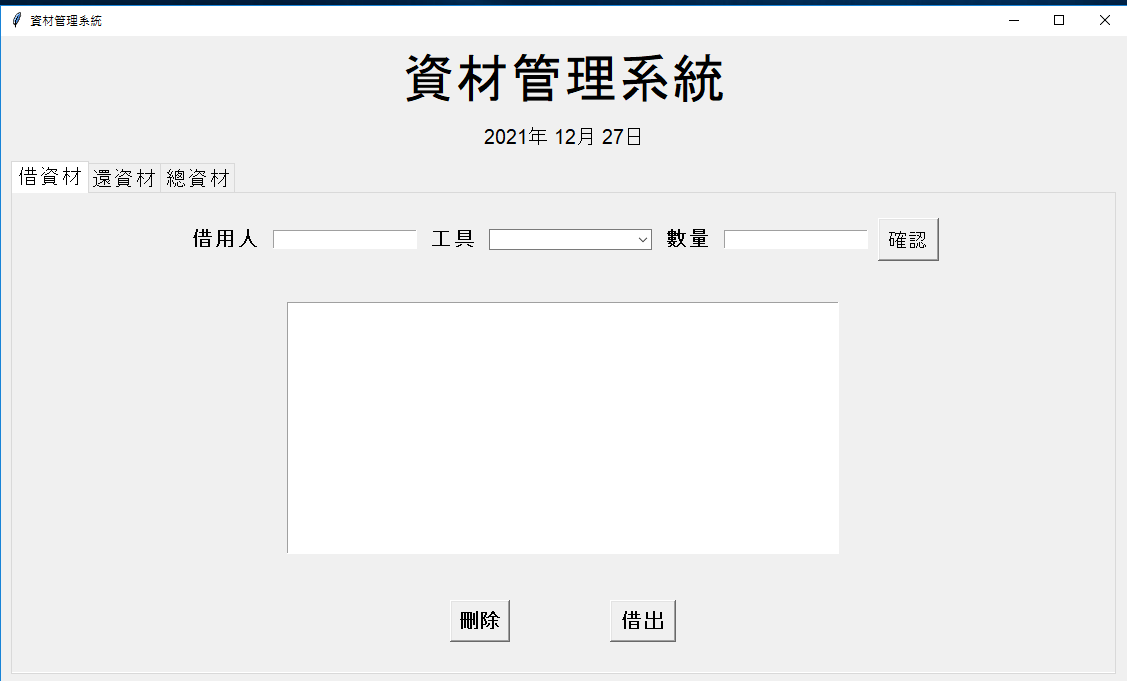 資材管理系統
資材管理系統
2021年 12月 27日
借資材 還資材 總資材
借用人 工具 數量 確認
刪除 借出